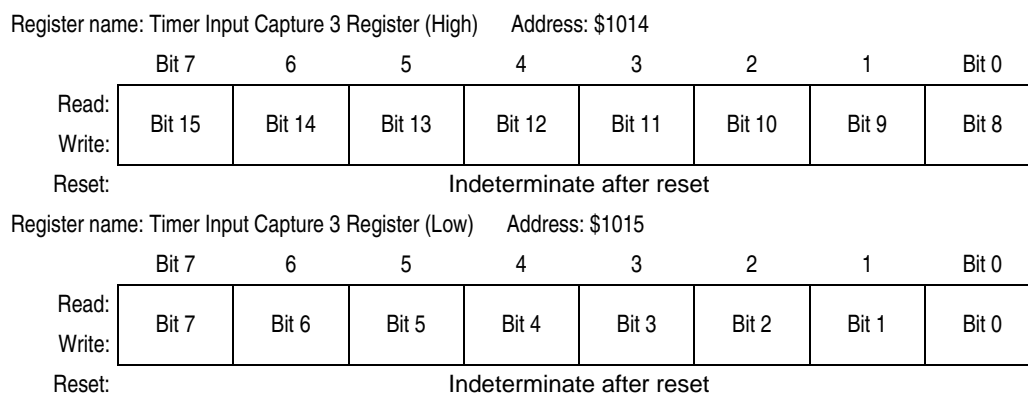 Register name: Timer Input Capture 3 Register (High) Address: $1014
Bit 7 6 5 4 3 2 1 Bit 0
Read:
Bit 15 Bit 14 Bit 13 Bit 12 Bit 11 Bit 10 Bit 9 Bit 8
Write:
Reset: Indeterminate after reset
Register name: Timer Input Capture 3 Register (Low) Address: $1015
Bit 7 6 5 4 3 2 1 Bit 0
Read:
Bit 7 Bit 6 Bit 5 Bit 4 Bit 3 Bit 2 Bit 1 Bit 0
Write:
Reset: Indeterminate after reset